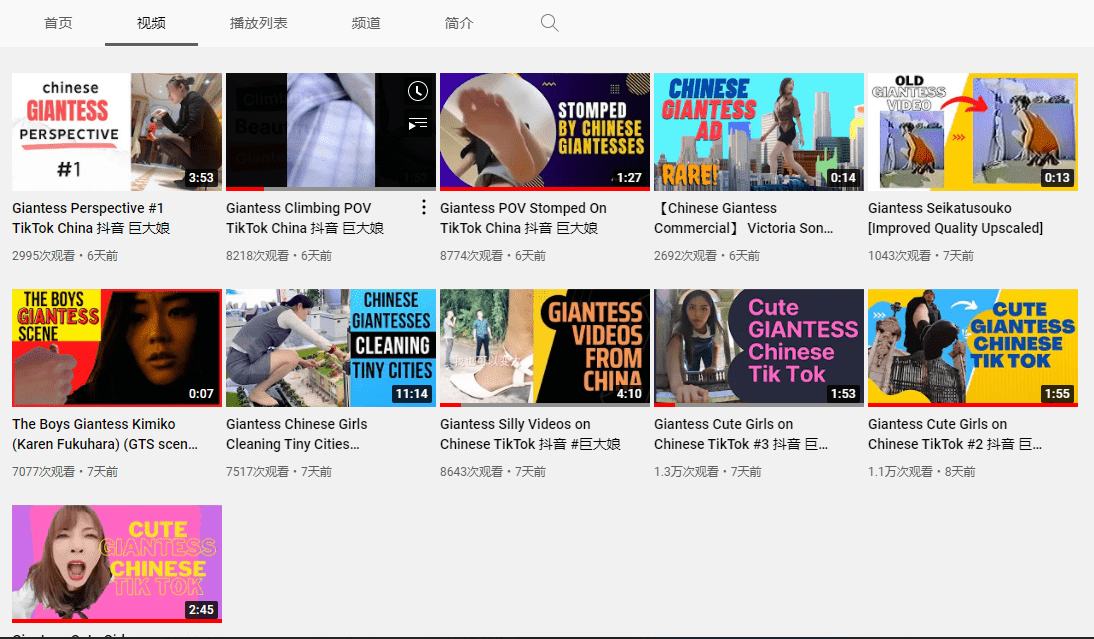 首页 视频 播放列表 频道 简介
chinese
GIANTESS
PERSPECTIVE
#1
3:53
Giantess Perspective #1
TikTok China 抖音 巨大娘
2995次观看 • 6天前
Giantess Climbing POV
TikTok China 抖音 巨大娘
8218次观看 • 6天前
STOMPED
BY CHINESE
GIANTESSES
1:27
Giantess POV Stomped On
TikTok China 抖音 巨大娘
8774次观看 • 6天前
CHINESE
GIANTESS
AD
RARE!
0:14
【Chinese Giantess
Commercial】 Victoria Son…
2692次观看 • 6天前
OLD
GIANTESS
VIDEO
0:13
Giantess Seikatusouko
[Improved Quality Upscaled]
1043次观看 • 7天前
THE BOYS
GIANTESS
SCENE
0:07
The Boys Giantess Kimiko
(Karen Fukuhara) (GTS scen…
7077次观看 • 7天前
CHINESE
GIANTESSES
CLEANING
TINY CITIES
11:14
Giantess Chinese Girls
Cleaning Tiny Cities…
7517次观看 • 7天前
GIANTESS
VIDEOS
FROM
CHINA
4:10
Giantess Silly Videos on
Chinese TikTok 抖音 #巨大娘
8643次观看 • 7天前
Cute
GIANTESS
Chinese
Tik Tok
1:53
Giantess Cute Girls on
Chinese TikTok #3 抖音 巨…
1.3万次观看 • 7天前
CUTE
GIANTESS
CHINESE
TIK TOK
1:55
Giantess Cute Girls on
Chinese TikTok #2 抖音 巨…
1.1万次观看 • 8天前
CUTE
GIANTESS
CHINESE
TIK TOK
2:45